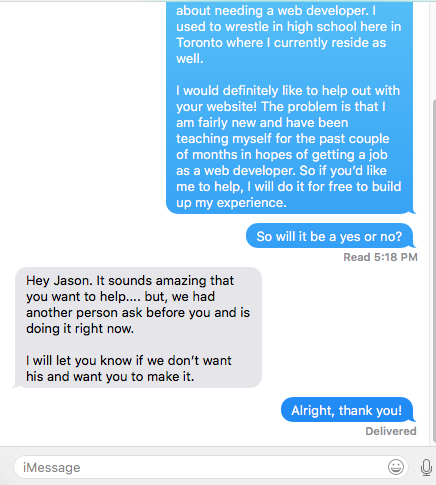 about needing a web developer. I
used to wrestle in high school here in
Toronto where I currently reside as
well.
I would definitely like to help out with
your website! The problem is that I
am fairly new and have been
teaching myself for the past couple
of months in hopes of getting a job
as a web developer. So if you’d like
me to help, I will do it for free to build
up my experience.
So will it be a yes or no?
Read 5:18 PM
Hey Jason. It sounds amazing that
you want to help.... but, we had
another person ask before you and is
doing it right now.
I will let you know if we don’t want
his and want you to make it.
Alright, thank you!
Delivered
iMessage